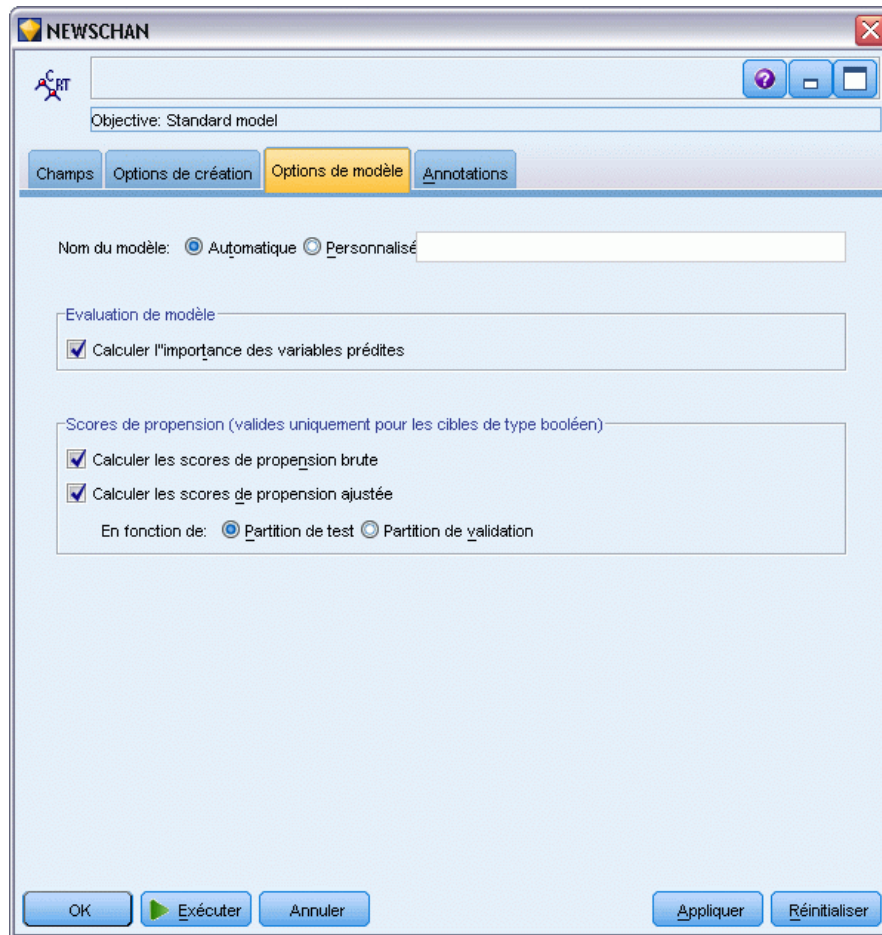 NEWSCHAN
C RT
?
Objective: Standard model
Champs Options de création Options de modèle Annotations
Nom du modèle: Automatique Personnalisé
Evaluation de modèle
Calculer l''importance des variables prédites
Scores de propension (valides uniquement pour les cibles de type booléen)
Calculer les scores de propension brute
Calculer les scores de propension ajustée
En fonction de: Partition de test Partition de validation
OK Exécuter Annuler Appliquer Réinitialiser